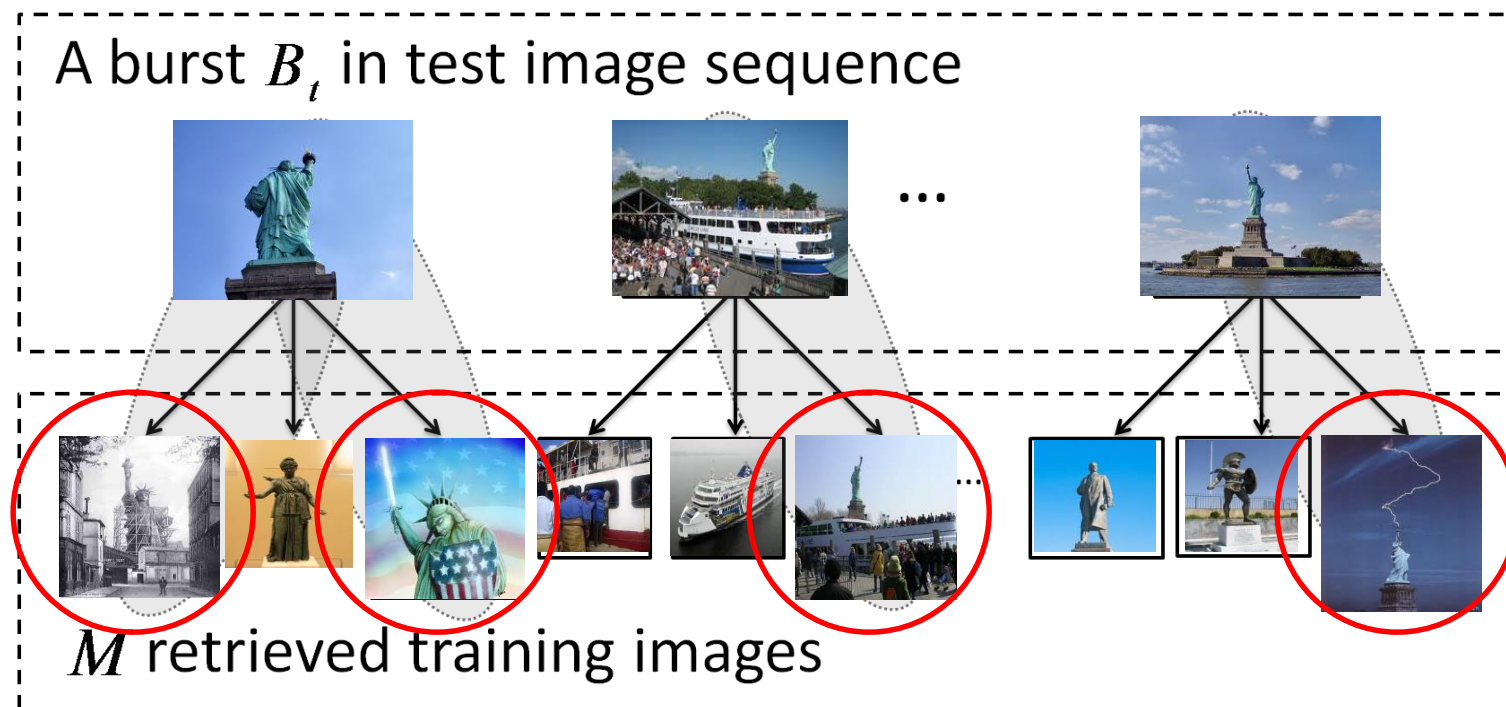 A burst B_t in test image sequence
...
...
M retrieved training images